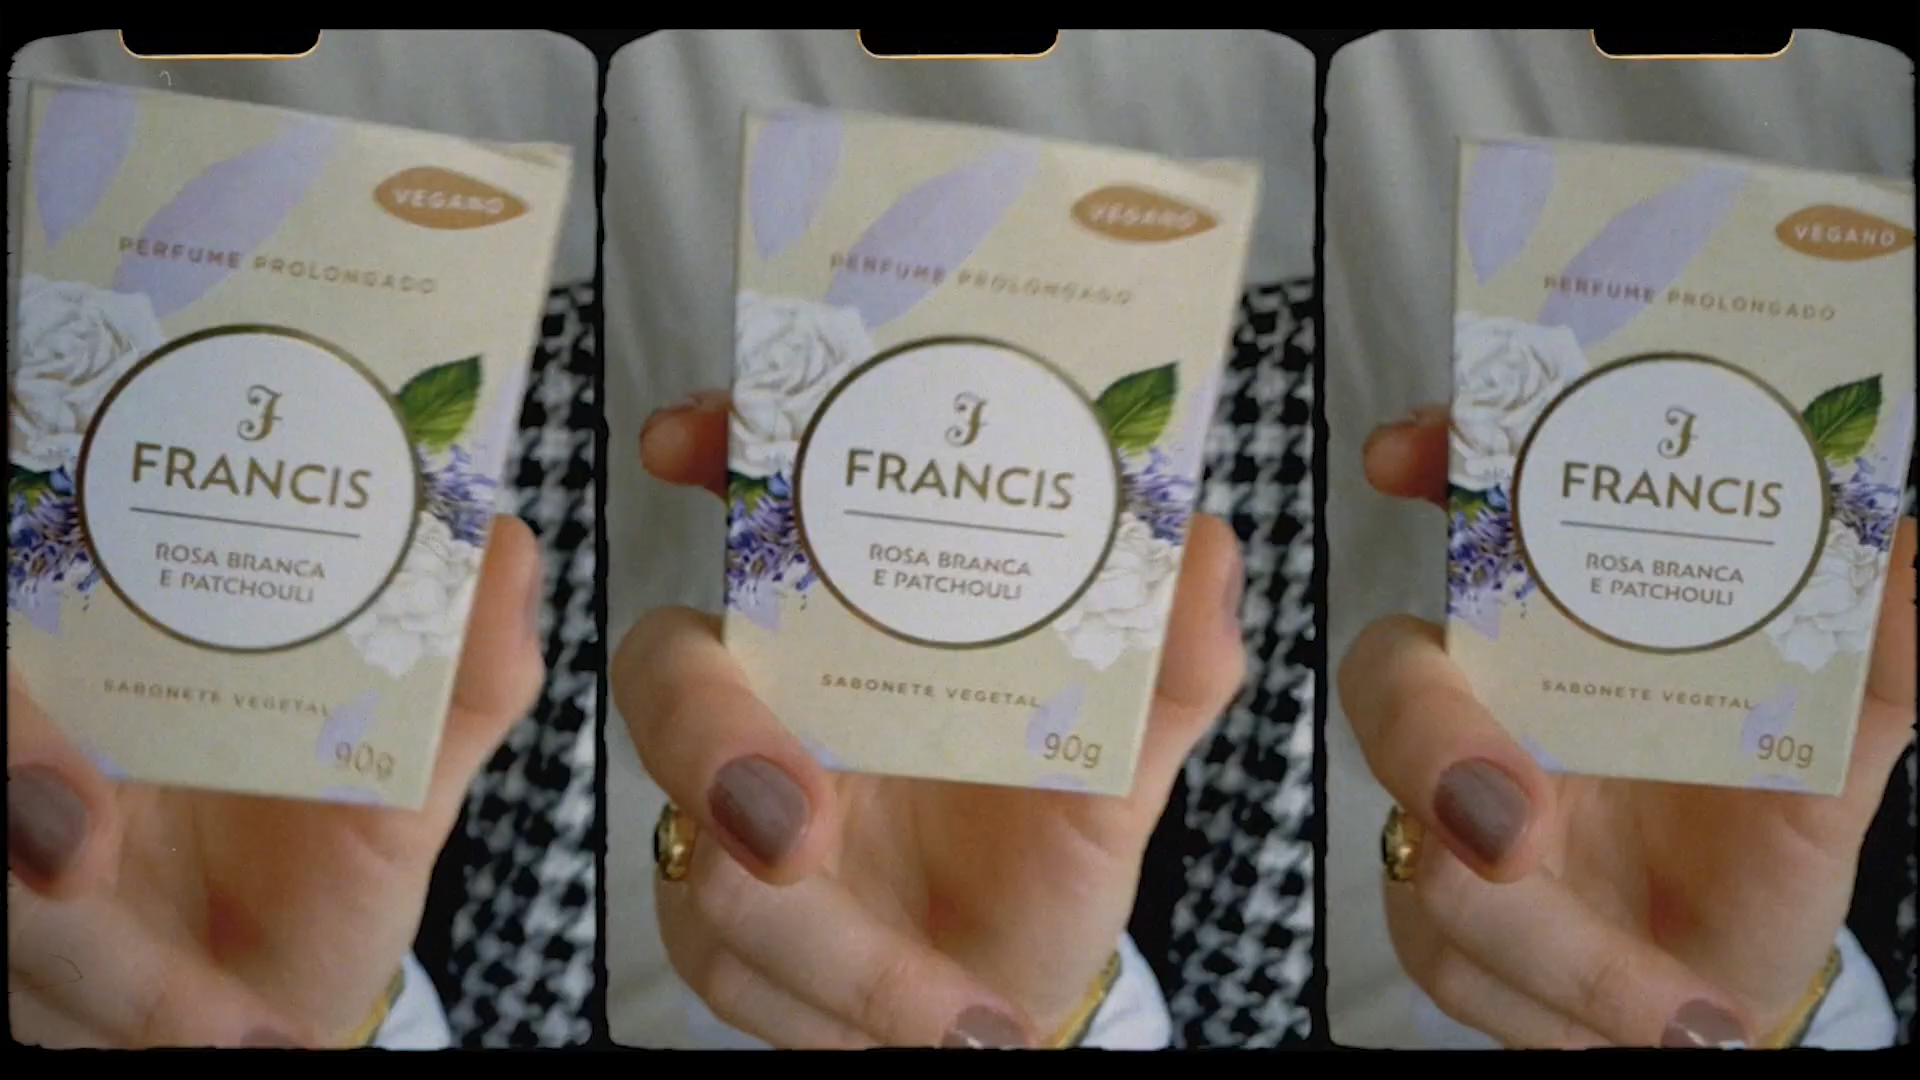 VEGANO
PERFUME PROLONGADO
F
FRANCIS
ROSA BRANCA
E PATCHOULI
SABONETE VEGETAL
90g
VEGANO
PERFUME PROLONGADO
F
FRANCIS
ROSA BRANCA
E PATCHOULI
SABONETE VEGETAL
90g
VEGANO
PERFUME PROLONGADO
F
FRANCIS
ROSA BRANCA
E PATCHOULI
SABONETE VEGETAL
90g